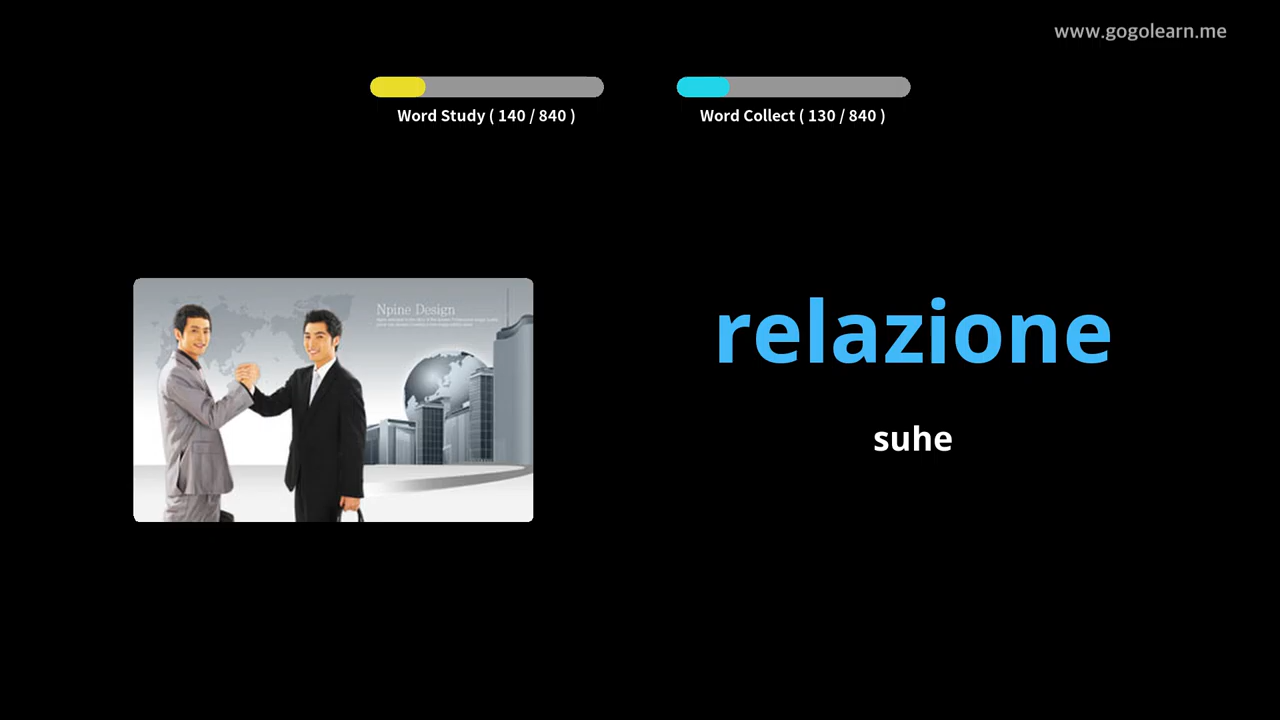 www.gogolearn.me
Word Study ( 140 / 840 )
Word Collect ( 130 / 840 )
Npine Design
relazione
suhe